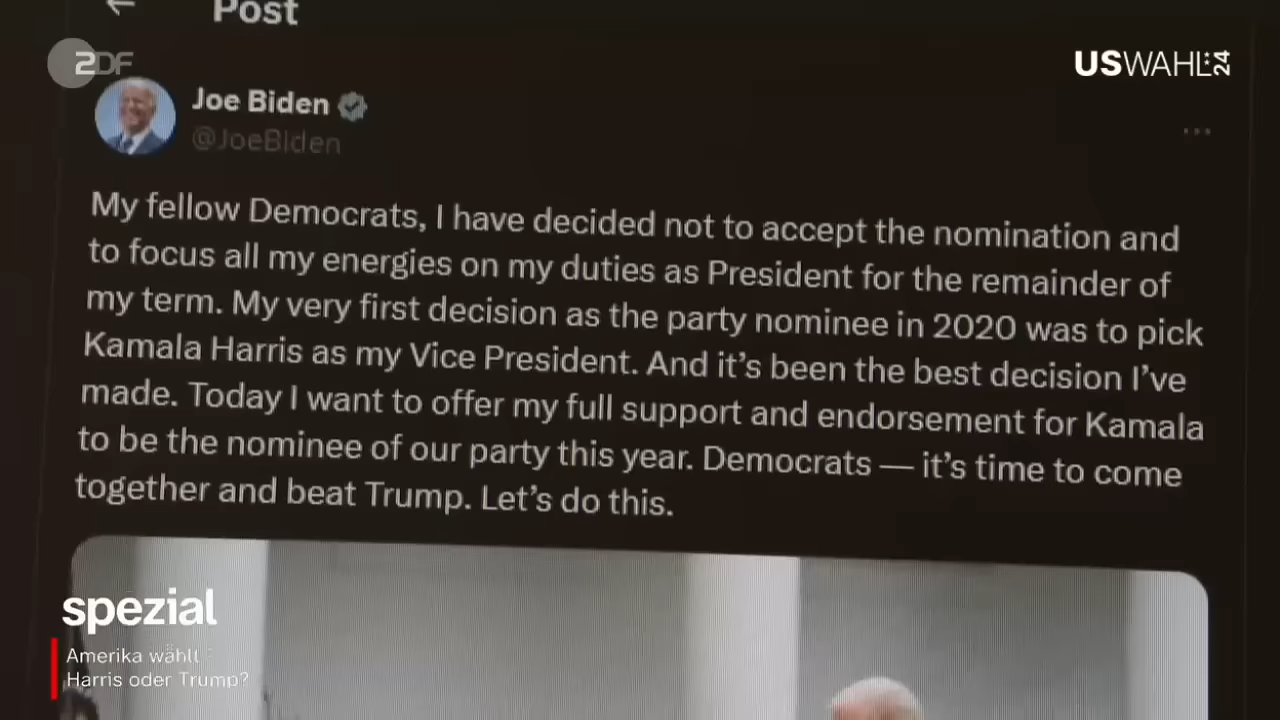 Post
ZDF
USWAHL24
Joe Biden
@JoeBiden
My fellow Democrats, I have decided not to accept the nomination and
to focus all my energies on my duties as President for the remainder of
my term. My very first decision as the party nominee in 2020 was to pick
Kamala Harris as my Vice President. And it’s been the best decision I’ve
made. Today I want to offer my full support and endorsement for Kamala
to be the nominee of our party this year. Democrats — it’s time to come
together and beat Trump. Let’s do this.
spezial
Amerika wählt
Harris oder Trump?